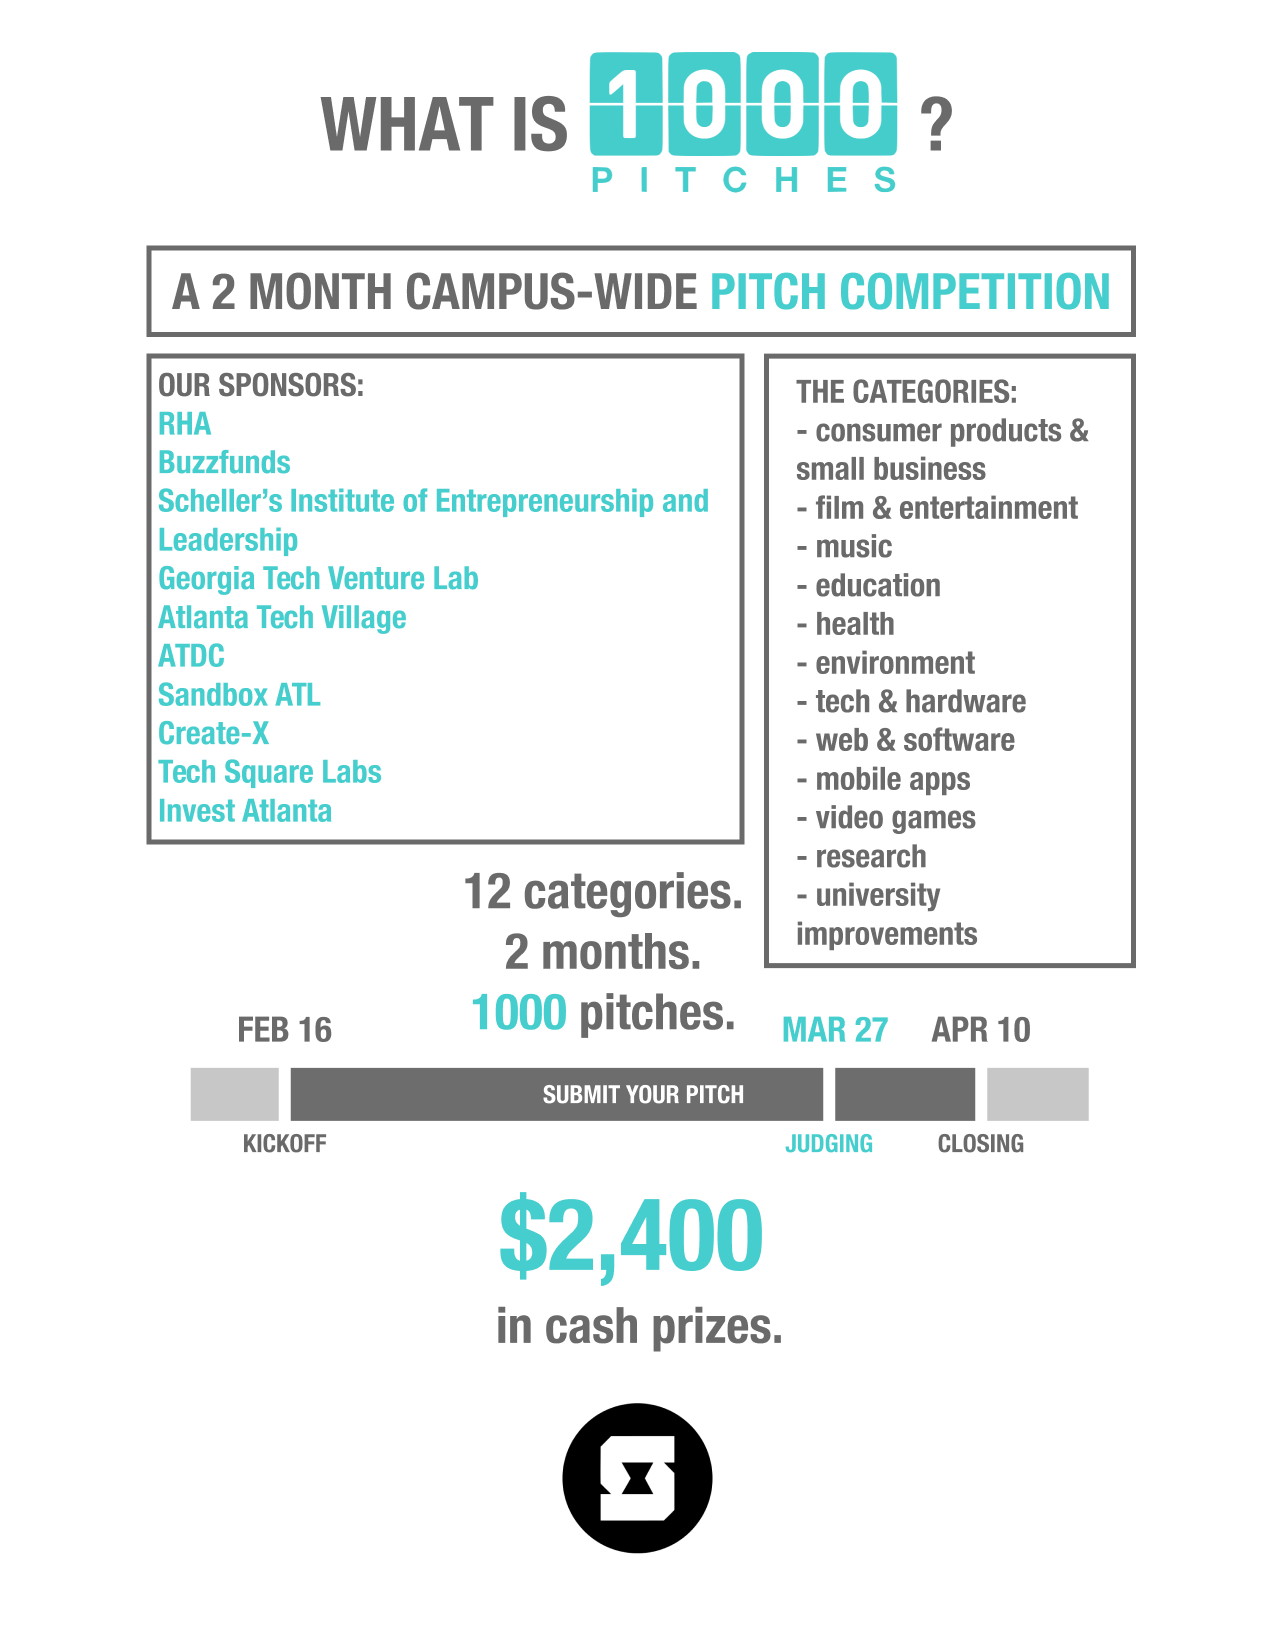 WHAT IS 1000 ?
PITCHES
A 2 MONTH CAMPUS-WIDE PITCH COMPETITION
OUR SPONSORS:
RHA
Buzzfunds
Scheller’s Institute of Entrepreneurship and
Leadership
Georgia Tech Venture Lab
Atlanta Tech Village
ATDC
Sandbox ATL
Create-X
Tech Square Labs
Invest Atlanta
THE CATEGORIES:
- consumer products &
small business
- film & entertainment
- music
- education
- health
- environment
- tech & hardware
- web & software
- mobile apps
- video games
- research
- university
improvements
12 categories.
2 months.
1000 pitches.
FEB 16
MAR 27
APR 10
SUBMIT YOUR PITCH
KICKOFF
JUDGING
CLOSING
$2,400
in cash prizes.
S